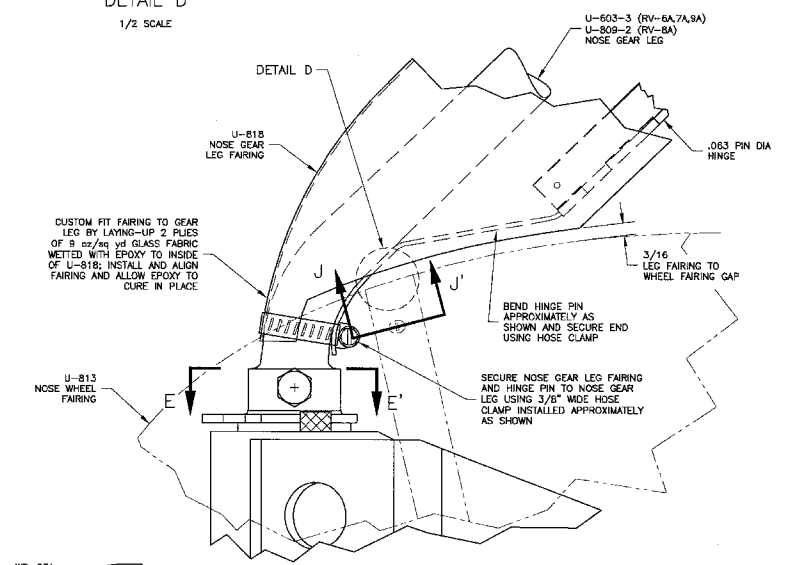 DETAIL D
1/2 SCALE
U-603-3 (RV-6A,7A,9A)
U-809-2 (RV-8A)
NOSE GEAR LEG
DETAIL D
U-818
NOSE GEAR
LEG FAIRING
.063 PIN DIA
HINGE
CUSTOM FIT FAIRING TO GEAR
LEG BY LAYING-UP 2 PLIES
OF 9 oz/sq yd GLASS FABRIC
WETTED WITH EPOXY TO INSIDE
OF U-818; INSTALL AND ALIGN
FAIRING AND ALLOW EPOXY TO
CURE IN PLACE
J
J'
3/16
LEG FAIRING TO
WHEEL FAIRING GAP
BEND HINGE PIN
APPROXIMATELY AS
SHOWN AND SECURE END
USING HOSE CLAMP
D
U-813
NOSE WHEEL
FAIRING
E
E'
SECURE NOSE GEAR LEG FAIRING
AND HINGE PIN TO NOSE GEAR
LEG USING 3/8" WIDE HOSE
CLAMP INSTALLED APPROXIMATELY
AS SHOWN